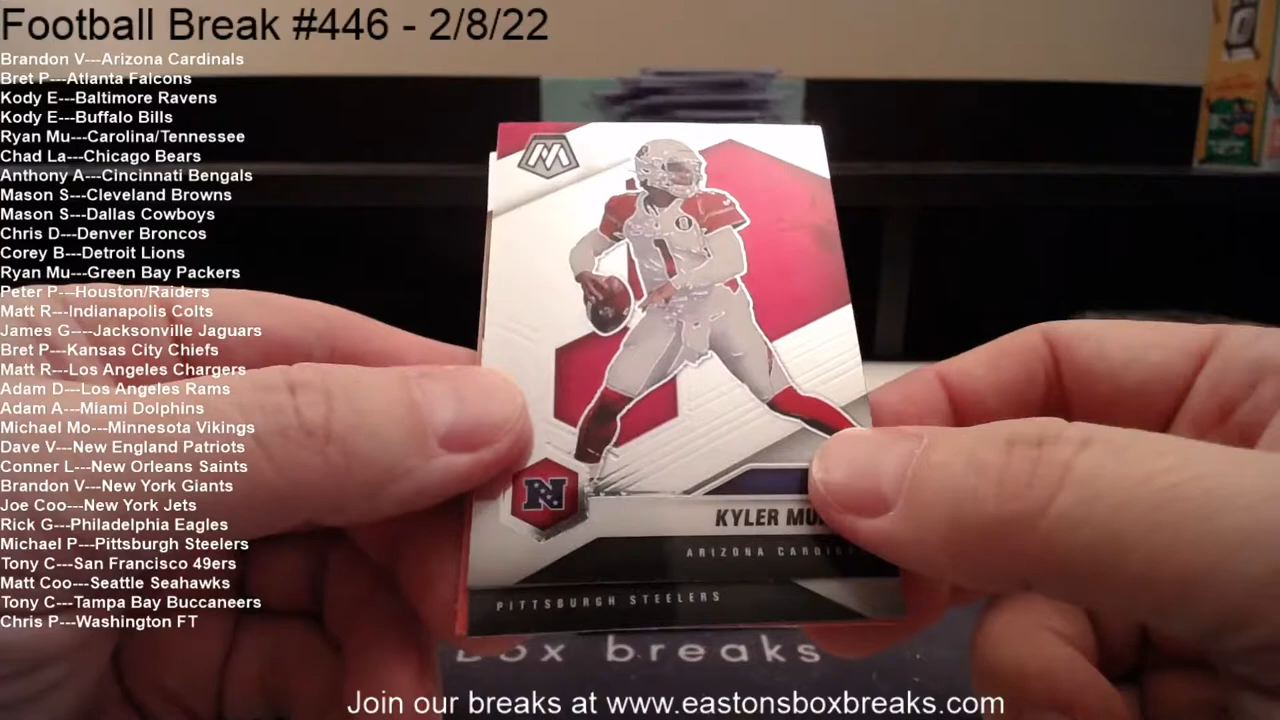 Football Break #446 - 2/8/22
Brandon V---Arizona Cardinals
Bret P---Atlanta Falcons
Kody E---Baltimore Ravens
Kody E---Buffalo Bills
Ryan Mu---Carolina/Tennessee
Chad La---Chicago Bears
Anthony A---Cincinnati Bengals
Mason S---Cleveland Browns
Mason S---Dallas Cowboys
Chris D---Denver Broncos
Corey B---Detroit Lions
Ryan Mu---Green Bay Packers
Peter P---Houston/Raiders
Matt R---Indianapolis Colts
James G----Jacksonville Jaguars
Bret P---Kansas City Chiefs
Matt R---Los Angeles Chargers
Adam D---Los Angeles Rams
Adam A---Miami Dolphins
Michael Mo---Minnesota Vikings
Dave V---New England Patriots
Conner L---New Orleans Saints
Brandon V---New York Giants
Joe Coo---New York Jets
Rick G---Philadelphia Eagles
Michael P---Pittsburgh Steelers
Tony C---San Francisco 49ers
Matt Coo---Seattle Seahawks
Tony C---Tampa Bay Buccaneers
Chris P---Washington FT
1
N
KYLER MU
ARIZONA CARDI
PITTSBURGH STEELERS
box breaks
Join our breaks at www.eastonsboxbreaks.com